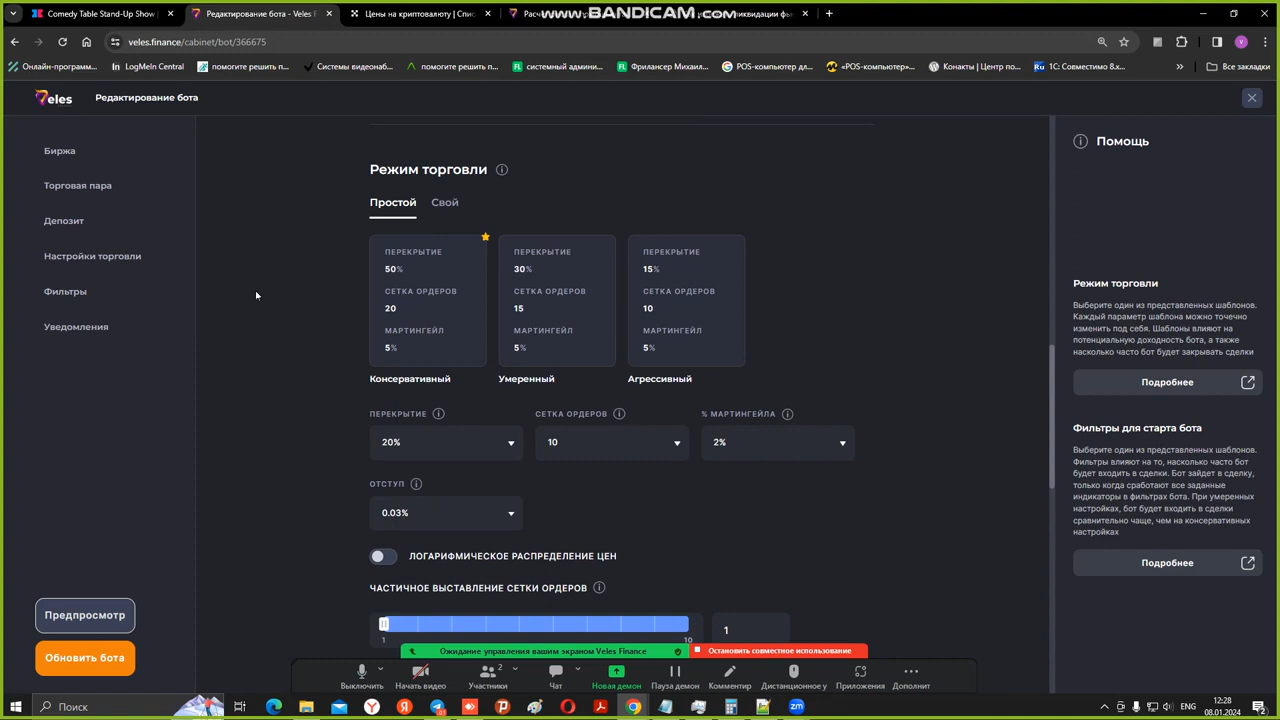 Comedy Table Stand-Up Show
Редактирование бота - Veles F
Цены на криптовалюту | Спис
www.BANDICAM.com
veles.finance/cabinet/bot/366675
Онлайн-программ...
LogMeIn Central
помогите решить п...
Системы видеонаб...
помогите решить п...
системный админи...
Фрилансер Михаил...
POS-компьютер дл...
«POS-компьютер»...
Конакты | Центр по...
1С: Совместимо 8.x...
Все закладки
Veles
Редактирование бота
Биржа
Торговая пара
Депозит
Настройки торговли
Фильтры
Уведомления
Предпросмотр
Обновить бота
Режим торговли
Простой
Свой
ПЕРЕКРЫТИЕ
50%
СЕТКА ОРДЕРОВ
20
МАРТИНГЕЙЛ
5%
Консервативный
ПЕРЕКРЫТИЕ
30%
СЕТКА ОРДЕРОВ
15
МАРТИНГЕЙЛ
5%
Умеренный
ПЕРЕКРЫТИЕ
15%
СЕТКА ОРДЕРОВ
10
МАРТИНГЕЙЛ
5%
Агрессивный
ПЕРЕКРЫТИЕ
20%
СЕТКА ОРДЕРОВ
10
% МАРТИНГЕЙЛА
2%
ОТСТУП
0.03%
ЛОГАРИФМИЧЕСКОЕ РАСПРЕДЕЛЕНИЕ ЦЕН
ЧАСТИЧНОЕ ВЫСТАВЛЕНИЕ СЕТКИ ОРДЕРОВ
1
10
1
Помощь
Режим торговли
Выберите один из представленных шаблонов.
Каждый параметр шаблона можно точечно
изменить под себя. Шаблоны влияют на
потенциальную доходность бота, а также
насколько часто бот будет закрывать сделки
Подробнее
Фильтры для старта бота
Выберите один из представленных шаблонов.
Фильтры влияют на то, насколько часто бот
будет входить в сделки. Бот зайдет в сделку,
только когда сработают все заданные
индикаторы в фильтрах бота. При умеренных
настройках, бот будет входить в сделки
сравнительно чаще, чем на консервативных
настройках
Подробнее
Ожидание управления вашим экраном Veles Finance
Остановить совместное использование
Выключить
Начать видео
2
Участники
Чат
Новая демон
Пауза демон
Комментир
Дистанционное у
Приложения
Дополнит
Поиск
12:28
08.01.2024